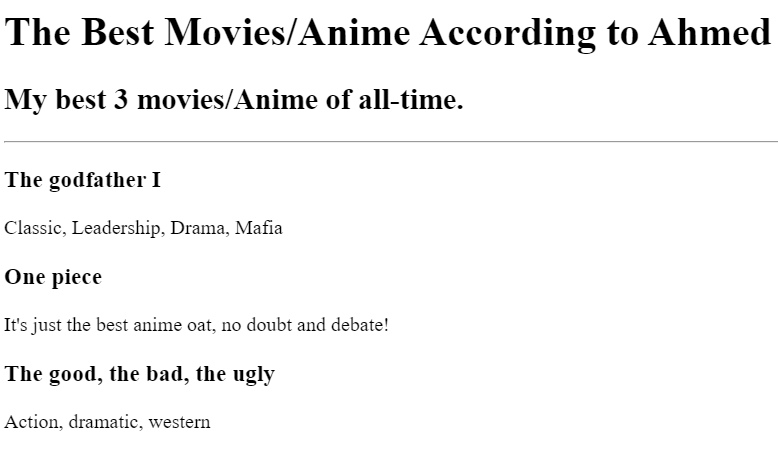 The Best Movies/Anime According to Ahmed
My best 3 movies/Anime of all-time.
The godfather I
Classic, Leadership, Drama, Mafia
One piece
It's just the best anime oat, no doubt and debate!
The good, the bad, the ugly
Action, dramatic, western